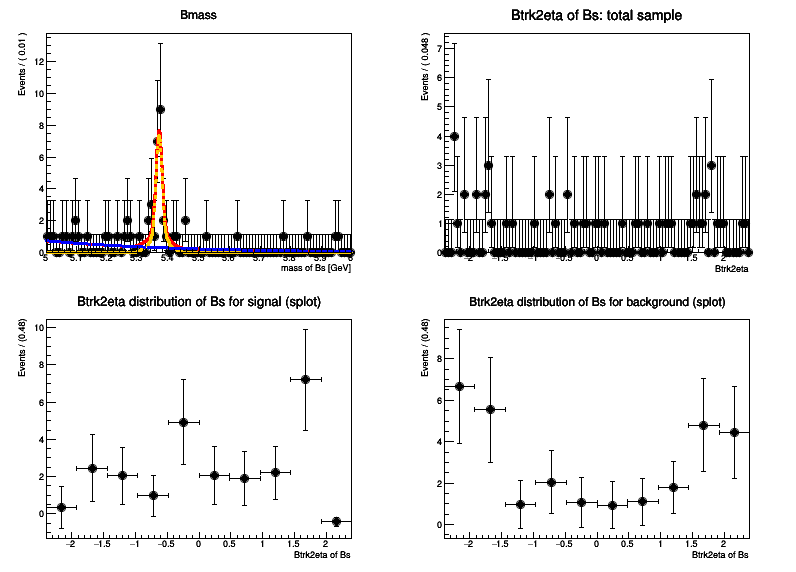 Bmass
Events / ( 0.01 )
12
10
8
6
4
2
0
5 5.1 5.2 5.3 5.4 5.5 5.6 5.7 5.8 5.9 6
mass of Bs [GeV]
Btrk2eta of Bs: total sample
Events / ( 0.048 )
7
6
5
4
3
2
1
0
−2 −1.5 −1 −0.5 0 0.5 1 1.5 2
Btrk2eta
Btrk2eta distribution of Bs for signal (splot)
Events / (0.48)
10
8
6
4
2
0
−2 −1.5 −1 −0.5 0 0.5 1 1.5 2
Btrk2eta of Bs
Btrk2eta distribution of Bs for background (splot)
Events / (0.48)
8
6
4
2
0
−2 −1.5 −1 −0.5 0 0.5 1 1.5 2
Btrk2eta of Bs